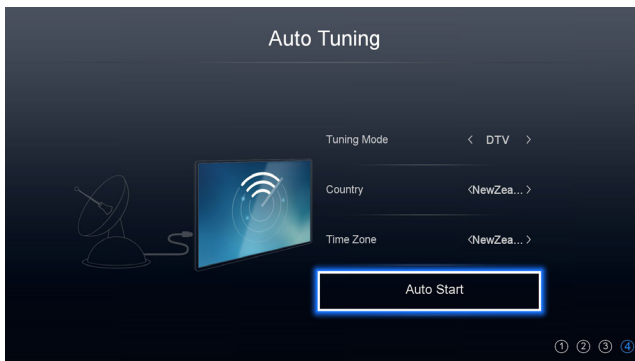 Auto Tuning
Tuning Mode < DTV >
Country <NewZea...>
Time Zone <NewZea...>
Auto Start
① ② ③ ④